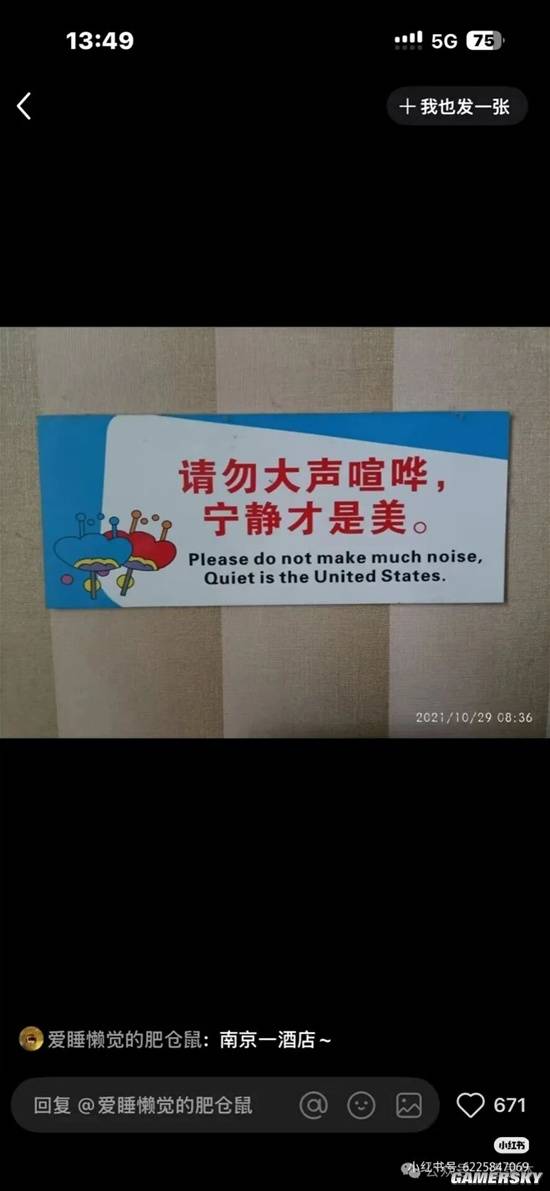 13:49
5G 75
+我也发一张
请勿大声喧哗，
宁静才是美。
Please do not make much noise,
Quiet is the United States.
2021/10/29 08:36
爱睡懒觉的肥仓鼠：南京一酒店～
回复 @爱睡懒觉的肥仓鼠
671
小红书
小红书号：6225847069
GAMERSKY